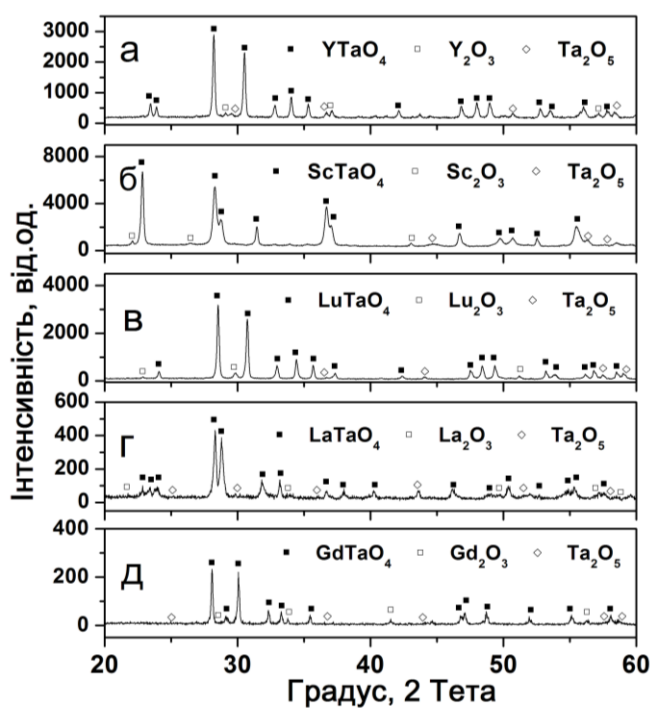 Інтенсивність, від.од.
3000
2000
1000
0
а
■ YTaO₄ □ Y₂O₃ ◇ Ta₂O₅
8000
4000
0
б
■ ScTaO₄ □ Sc₂O₃ ◇ Ta₂O₅
4000
2000
0
в
■ LuTaO₄ □ Lu₂O₃ ◇ Ta₂O₅
600
400
200
0
Г
■ LaTaO₄ □ La₂O₃ ◇ Ta₂O₅
400
200
0
Д
■ GdTaO₄ □ Gd₂O₃ ◇ Ta₂O₅
20 30 40 50 60
Градус, 2 Тета